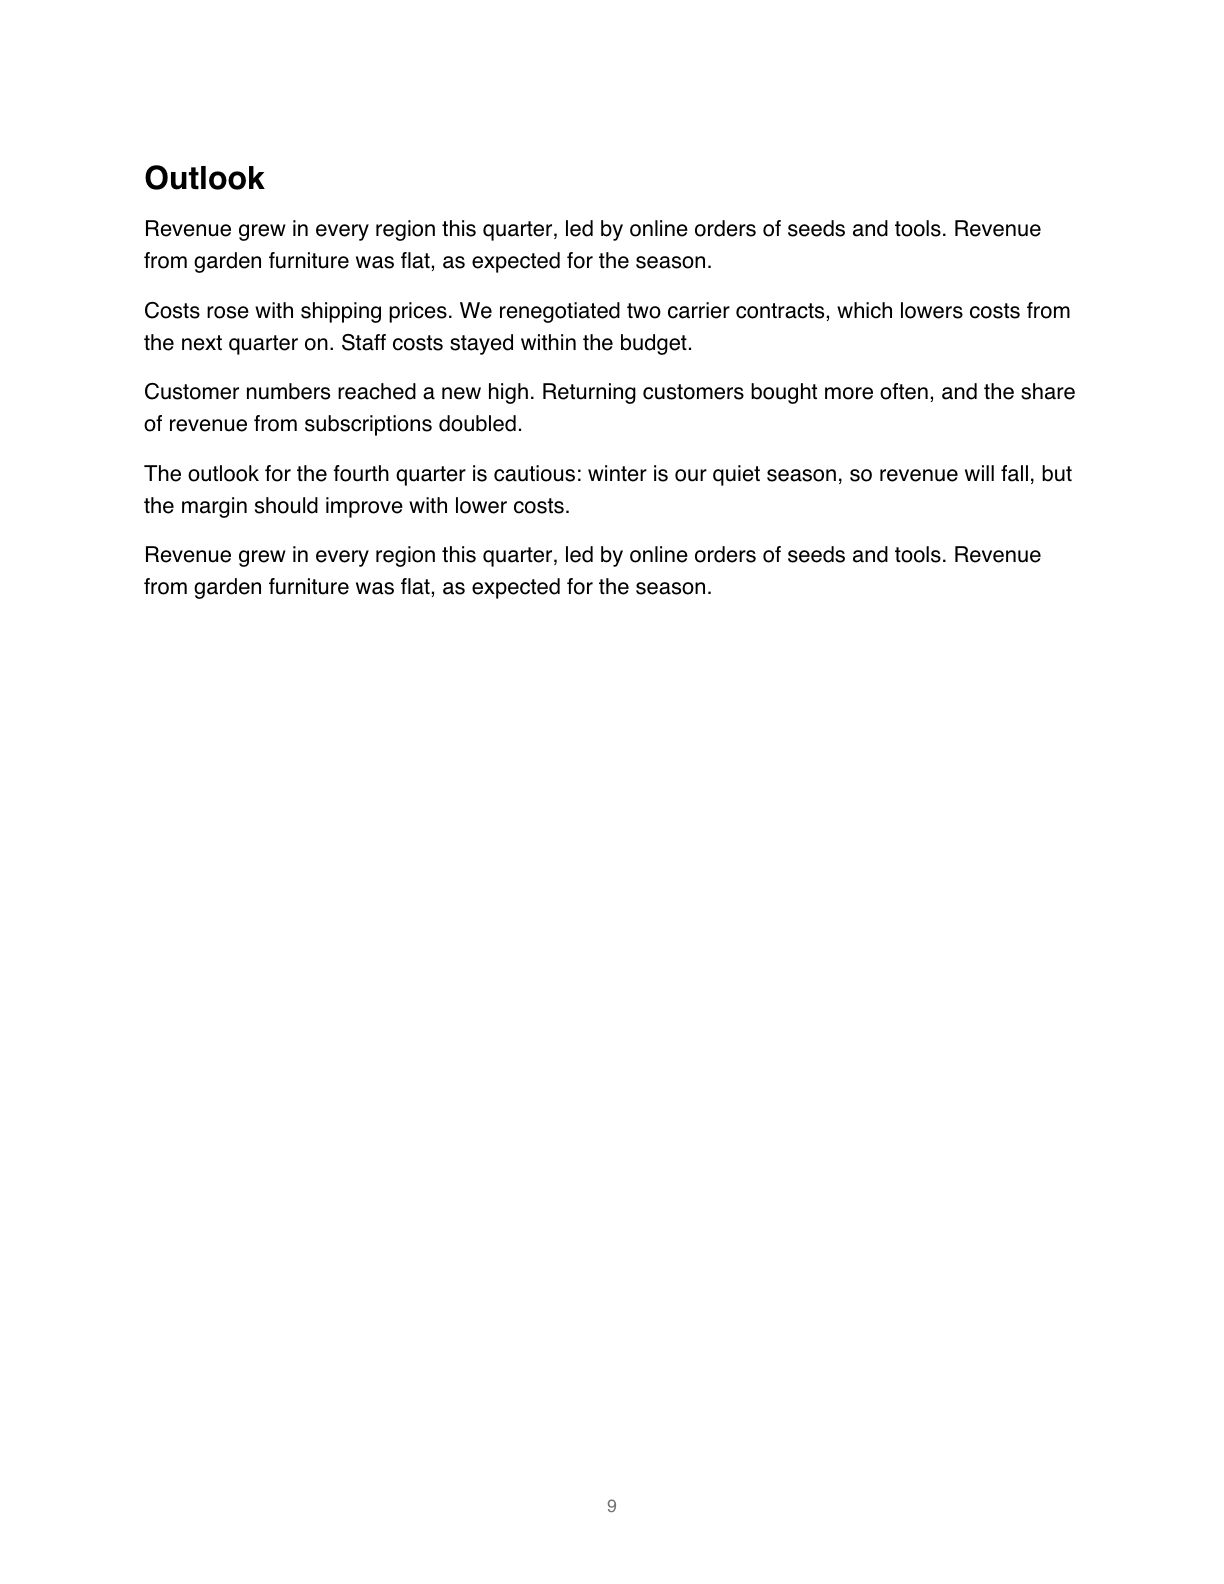 Outlook
Revenue grew in every region this quarter, led by online orders of seeds and tools. Revenue
from garden furniture was flat, as expected for the season.
Costs rose with shipping prices. We renegotiated two carrier contracts, which lowers costs from
the next quarter on. Staff costs stayed within the budget.
Customer numbers reached a new high. Returning customers bought more often, and the share
of revenue from subscriptions doubled.
The outlook for the fourth quarter is cautious: winter is our quiet season, so revenue will fall, but
the margin should improve with lower costs.
Revenue grew in every region this quarter, led by online orders of seeds and tools. Revenue
from garden furniture was flat, as expected for the season.
9